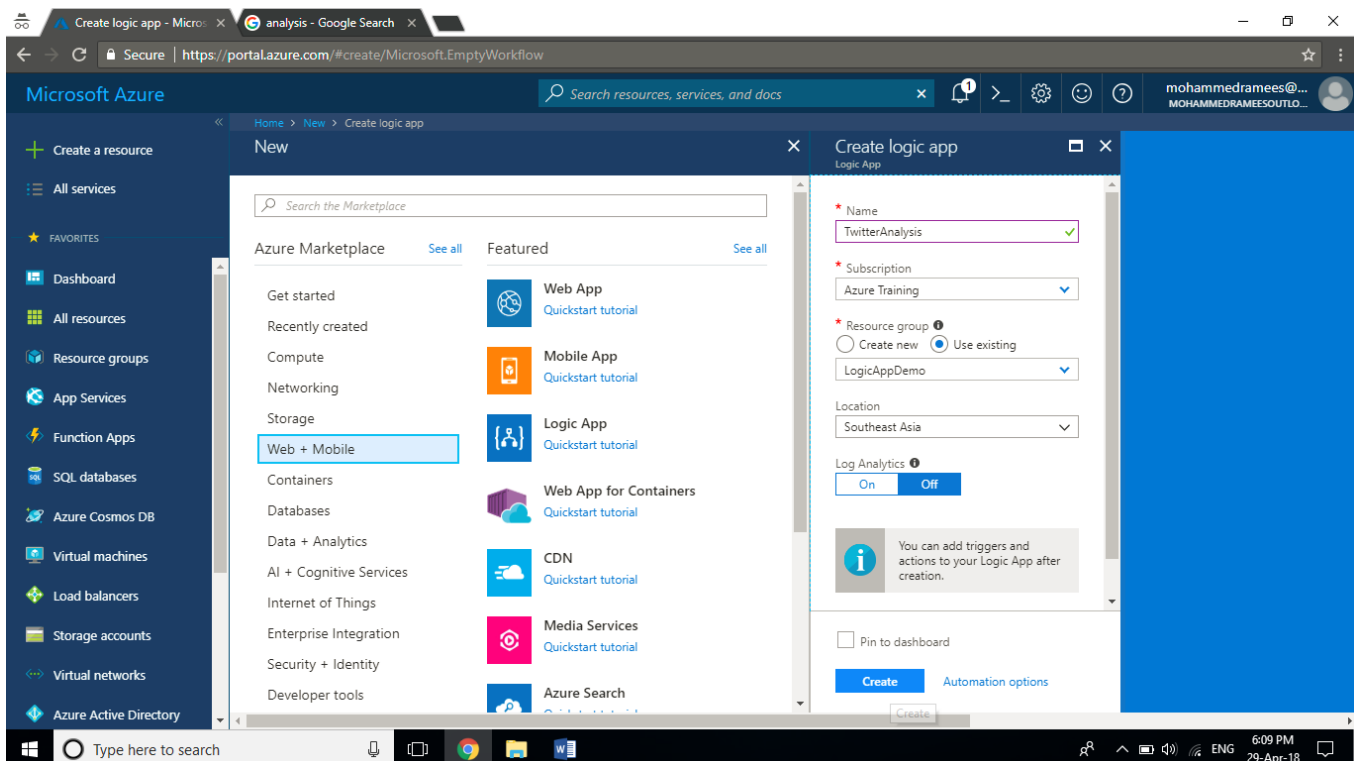 Create logic app - Micros
analysis - Google Search
Secure | https://portal.azure.com/#create/Microsoft.EmptyWorkflow
Microsoft Azure
Search resources, services, and docs
1
mohammedramees@...
MOHAMMEDRAMEESOUTLO...
Home > New > Create logic app
Create a resource
All services
FAVORITES
Dashboard
All resources
Resource groups
App Services
Function Apps
SQL databases
Azure Cosmos DB
Virtual machines
Load balancers
Storage accounts
Virtual networks
Azure Active Directory
New
Search the Marketplace
Azure Marketplace
See all
Get started
Recently created
Compute
Networking
Storage
Web + Mobile
Containers
Databases
Data + Analytics
AI + Cognitive Services
Internet of Things
Enterprise Integration
Security + Identity
Developer tools
Featured
See all
Web App
Quickstart tutorial
Mobile App
Quickstart tutorial
Logic App
Quickstart tutorial
Web App for Containers
Quickstart tutorial
CDN
Quickstart tutorial
Media Services
Quickstart tutorial
Azure Search
Create logic app
Logic App
* Name
TwitterAnalysis
* Subscription
Azure Training
* Resource group
Create new Use existing
LogicAppDemo
Location
Southeast Asia
Log Analytics
On Off
You can add triggers and
actions to your Logic App after
creation.
Pin to dashboard
Create Automation options
Create
Type here to search
ENG
6:09 PM
29-Apr-18